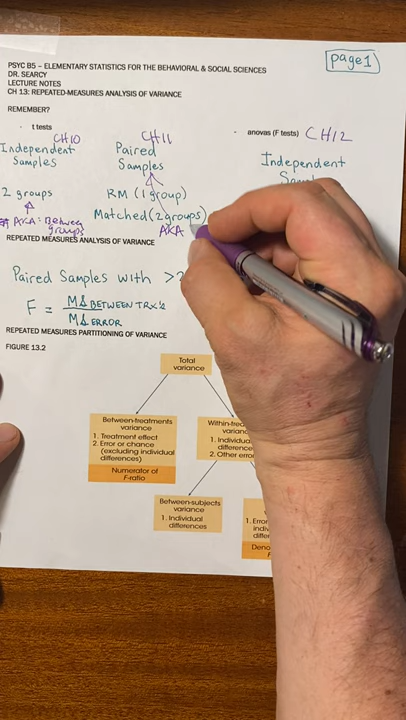 page1
PSYC B5 – ELEMENTARY STATISTICS FOR THE BEHAVIORAL & SOCIAL SCIENCES
DR. SEARCY
LECTURE NOTES
CH 13: REPEATED-MEASURES ANALYSIS OF VARIANCE
REMEMBER?
t tests
CH10
Independent
Samples
2 groups
AKA: Between
groups
CH11
Paired
Samples
RM (1 group)
Matched (2 groups)
AKA
anovas (F tests) CH12
Independent
REPEATED MEASURES ANALYSIS OF VARIANCE
Paired Samples with >
F = MS BETWEEN TRX's
MS ERROR
REPEATED MEASURES PARTITIONING OF VARIANCE
FIGURE 13.2
Total
variance
Between-treatments
variance
1. Treatment effect
2. Error or chance
(excluding individual
differences)
Numerator of
F-ratio
2. Other
Between-subjects
variance
1. Individual
differences
1.